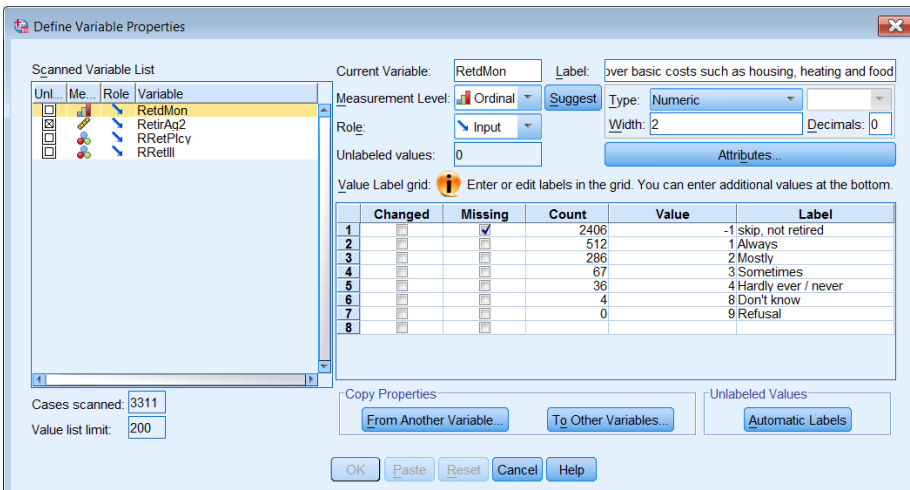 Define Variable Properties
Scanned Variable List
Unl... Me... Role Variable
RetdMon
RetirAg2
RRetPlcy
RRetIll
Cases scanned: 3311
Value list limit: 200
Current Variable: RetdMon Label: over basic costs such as housing, heating and food
Measurement Level: Ordinal Suggest Type: Numeric
Role: Input Width: 2 Decimals: 0
Unlabeled values: 0 Attributes...
Value Label grid: Enter or edit labels in the grid. You can enter additional values at the bottom.
Changed Missing Count Value Label
1 2406 -1 skip, not retired
2 512 1 Always
3 286 2 Mostly
4 67 3 Sometimes
5 36 4 Hardly ever / never
6 4 8 Don't know
7 0 9 Refusal
8
Copy Properties Unlabeled Values
From Another Variable... To Other Variables... Automatic Labels
OK Paste Reset Cancel Help